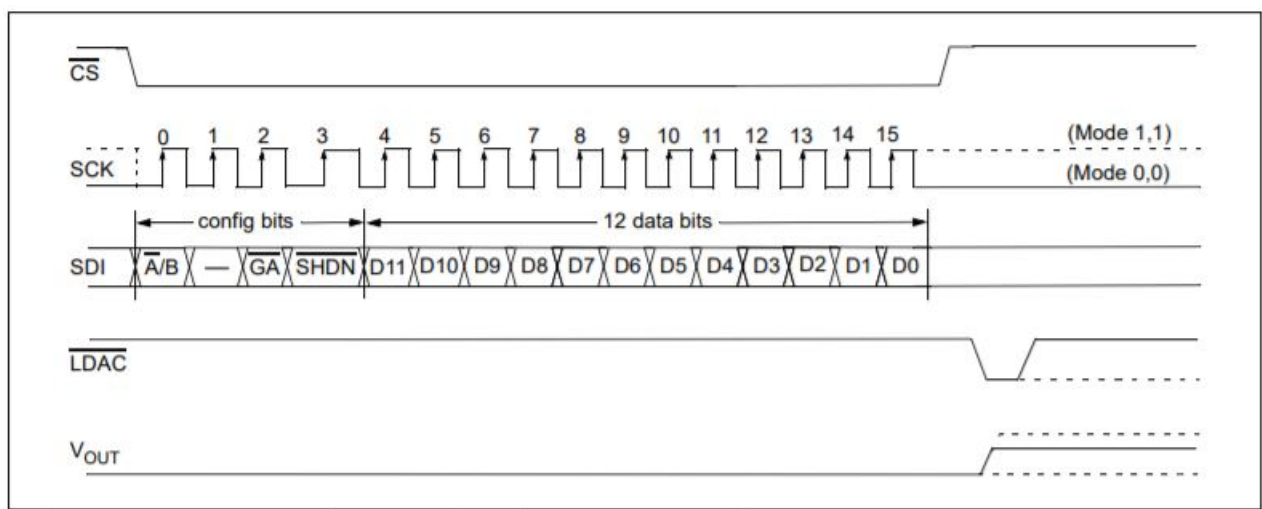 CS
0 1 2 3 4 5 6 7 8 9 10 11 12 13 14 15
(Mode 1,1)
SCK
(Mode 0,0)
config bits
12 data bits
SDI
A/B — GA SHDN D11 D10 D9 D8 D7 D6 D5 D4 D3 D2 D1 D0
LDAC
VOUT